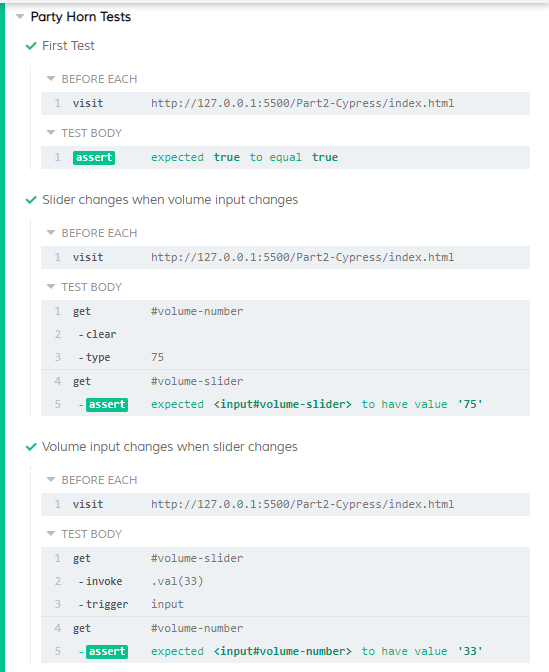 Party Horn Tests
First Test
BEFORE EACH
1 visit http://127.0.0.1:5500/Part2-Cypress/index.html
TEST BODY
1 assert expected true to equal true
Slider changes when volume input changes
BEFORE EACH
1 visit http://127.0.0.1:5500/Part2-Cypress/index.html
TEST BODY
1 get #volume-number
2 -clear
3 -type 75
4 get #volume-slider
5 -assert expected <input#volume-slider> to have value '75'
Volume input changes when slider changes
BEFORE EACH
1 visit http://127.0.0.1:5500/Part2-Cypress/index.html
TEST BODY
1 get #volume-slider
2 -invoke .val(33)
3 -trigger input
4 get #volume-number
5 -assert expected <input#volume-number> to have value '33'